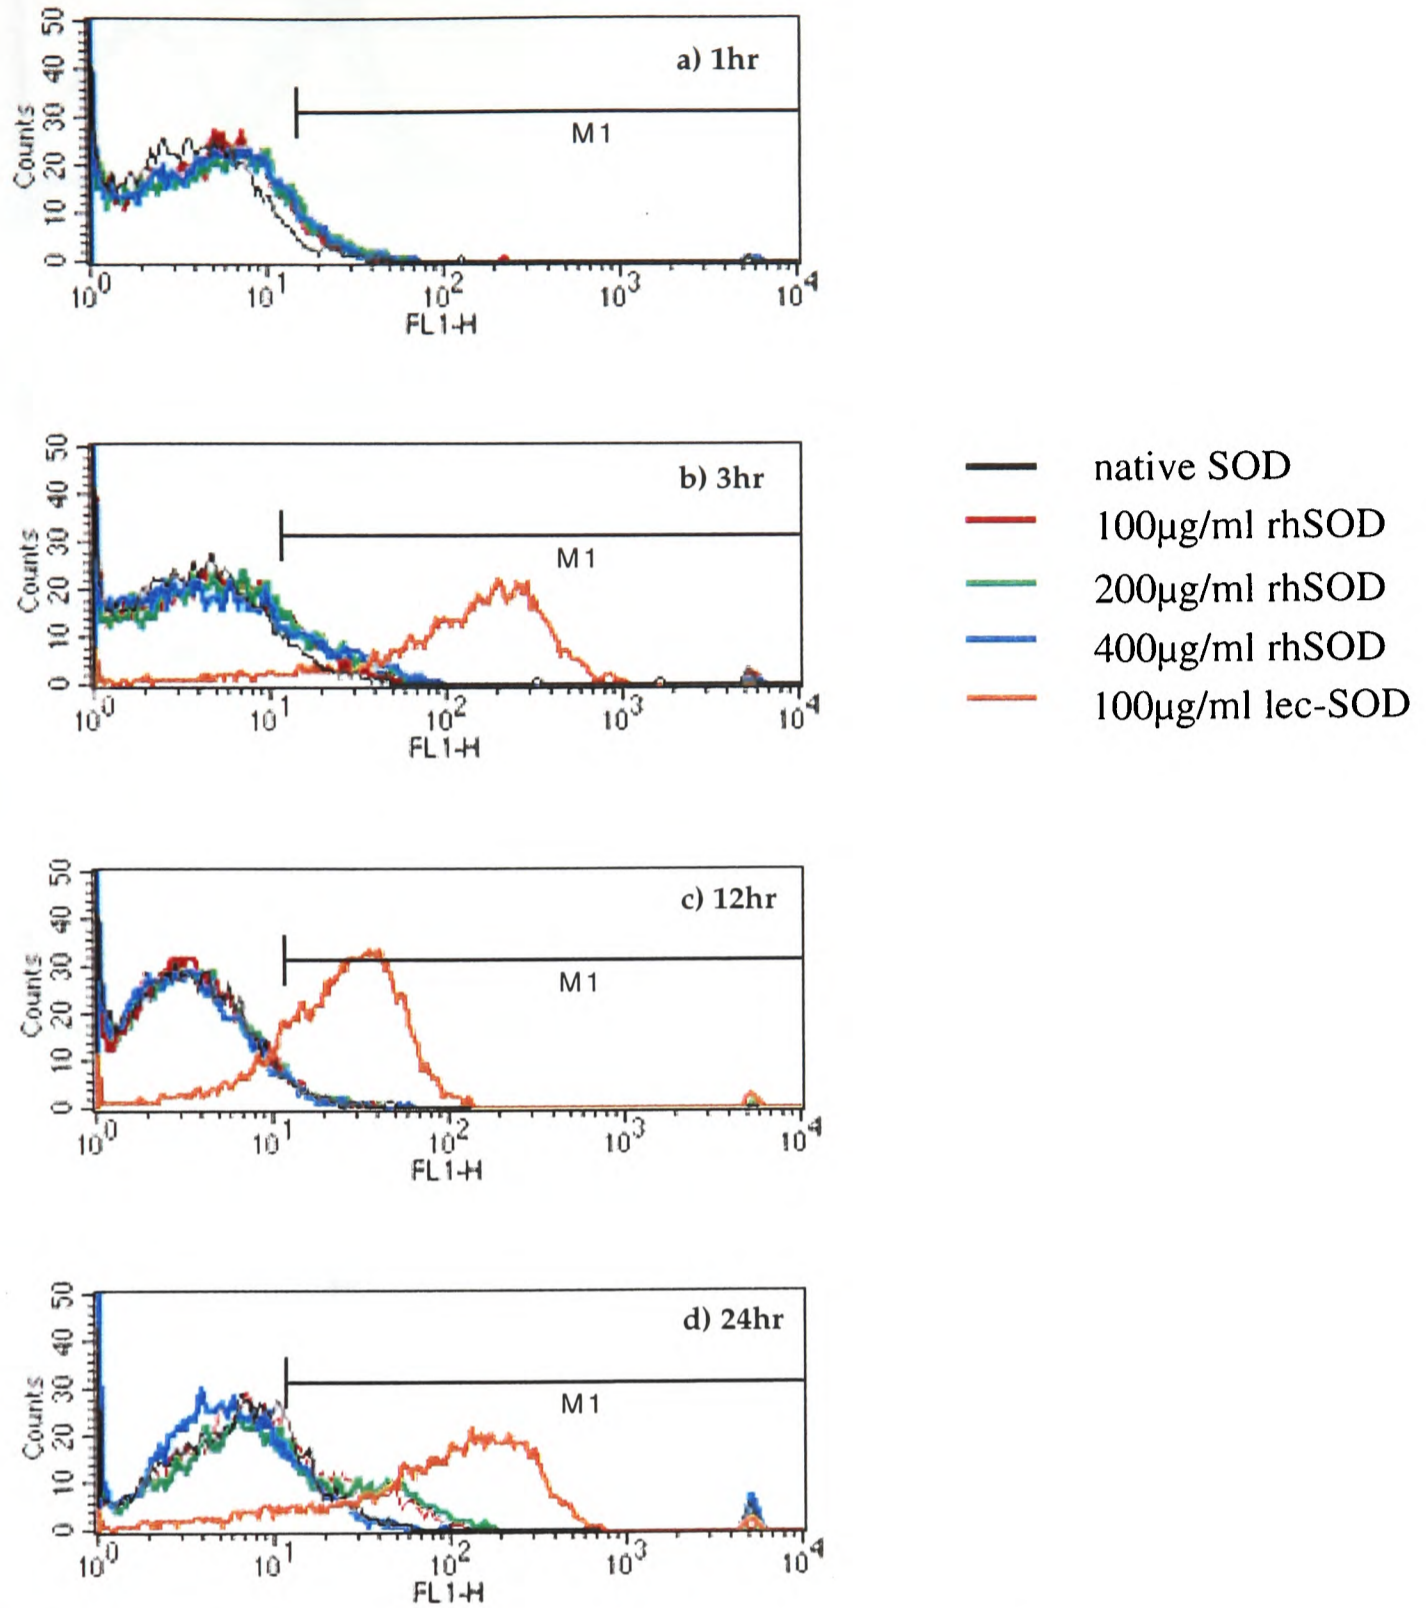 a) 1hr
50
40
30
20
10
0
Counts
M1
10^0 10^1 10^2 10^3 10^4
FL1-H
b) 3hr
50
40
30
20
10
0
Counts
M1
10^0 10^1 10^2 10^3 10^4
FL1-H
native SOD
100μg/ml rhSOD
200μg/ml rhSOD
400μg/ml rhSOD
100μg/ml lec-SOD
c) 12hr
50
40
30
20
10
0
Counts
M1
10^0 10^1 10^2 10^3 10^4
FL1-H
d) 24hr
50
40
30
20
10
0
Counts
M1
10^0 10^1 10^2 10^3 10^4
FL1-H